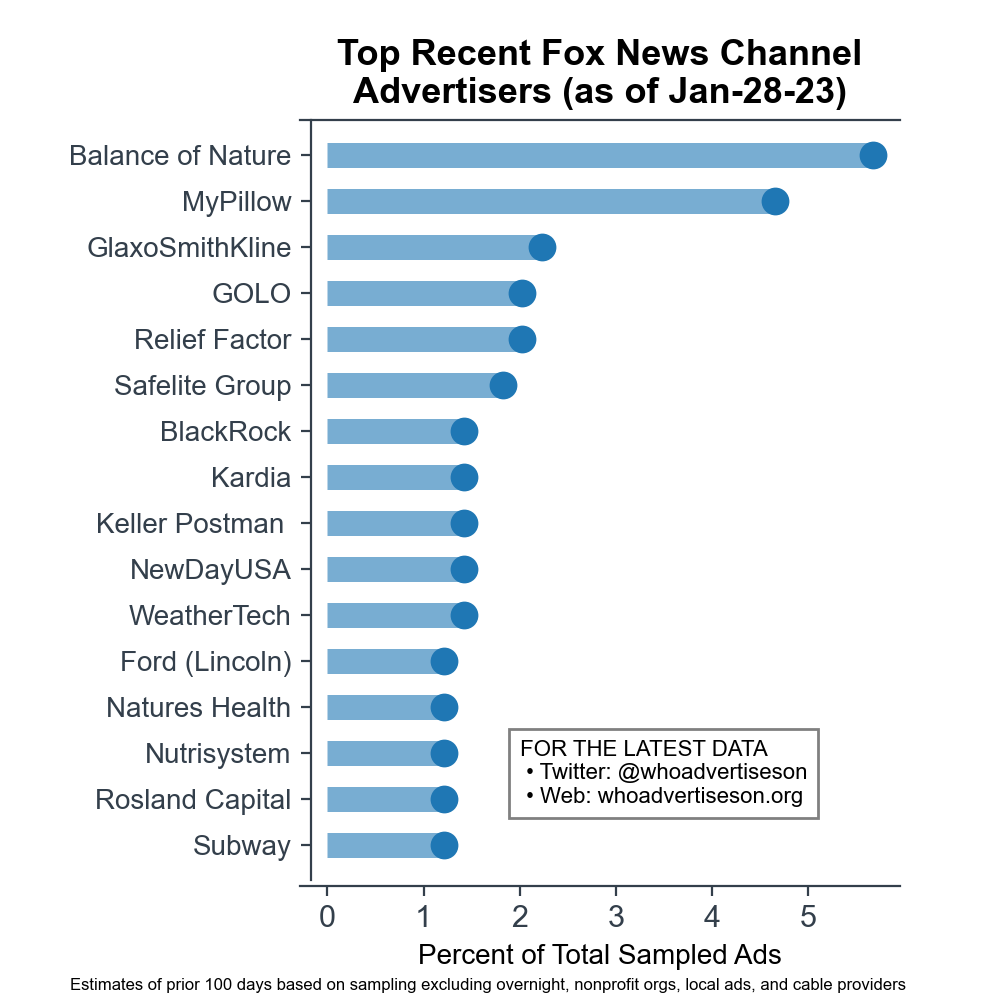 Top Recent Fox News Channel
Advertisers (as of Jan-28-23)
Balance of Nature
MyPillow
GlaxoSmithKline
GOLO
Relief Factor
Safelite Group
BlackRock
Kardia
Keller Postman
NewDayUSA
WeatherTech
Ford (Lincoln)
Natures Health
Nutrisystem
Rosland Capital
Subway
FOR THE LATEST DATA
• Twitter: @whoadvertiseson
• Web: whoadvertiseson.org
0 1 2 3 4 5
Percent of Total Sampled Ads
Estimates of prior 100 days based on sampling excluding overnight, nonprofit orgs, local ads, and cable providers